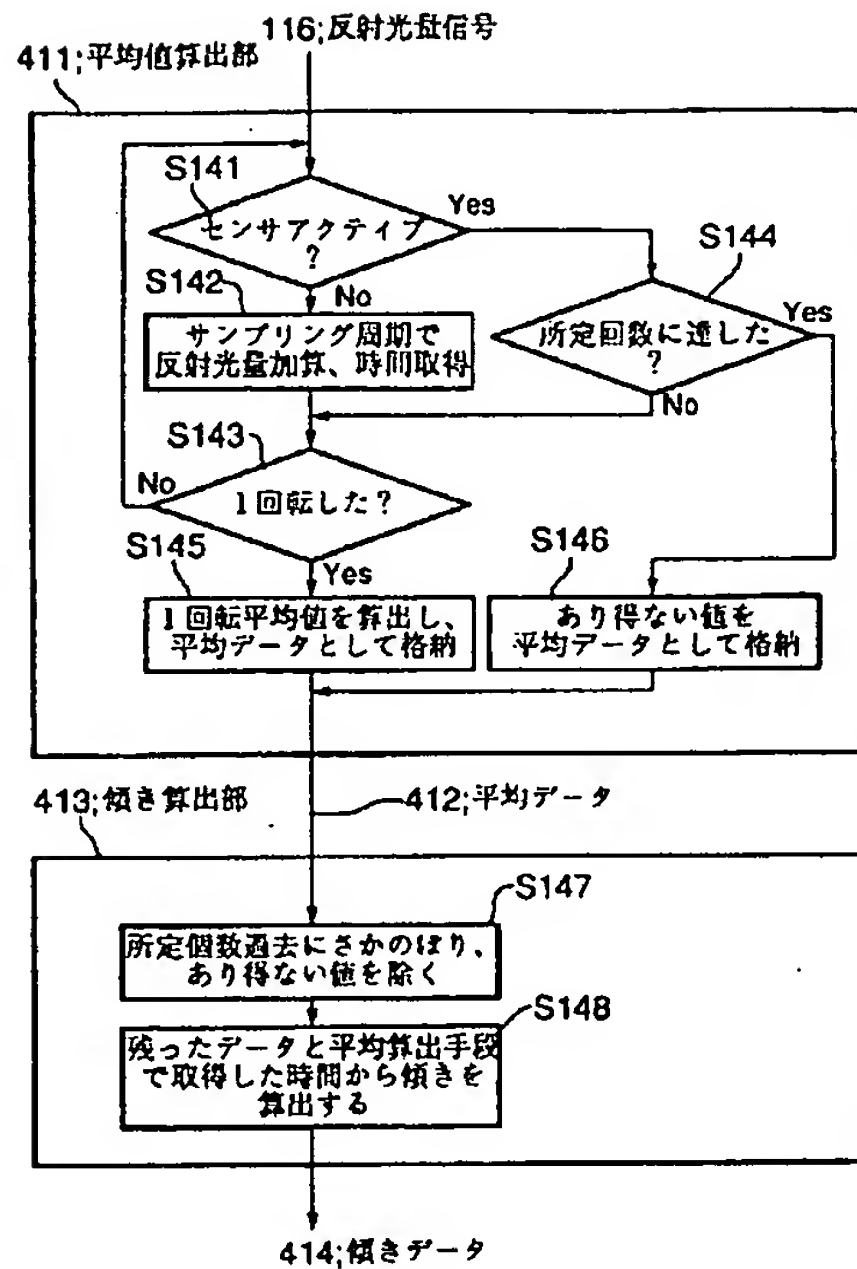 116;反射光量信号
411;平均値算出部
S141
センサアクティブ
?
Yes
S144
S142
No
サンプリング周期で
反射光量加算、時間取得
所定回数に達した
?
Yes
No
S143
No
1回転した?
S145
Yes
S146
1回転平均値を算出し、
平均データとして格納
あり得ない値を
平均データとして格納
413;傾き算出部
412;平均データ
S147
所定個数過去にさかのぼり、
あり得ない値を除く
S148
残ったデータと平均算出手段
で取得した時間から傾きを
算出する
414;傾きデータ